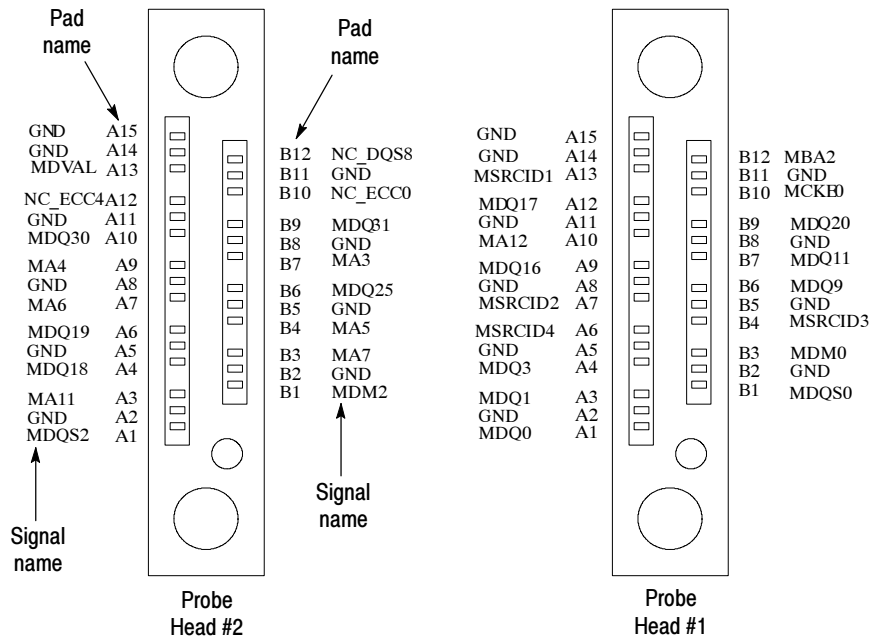 Pad
name
Pad
name
GND A15
GND A14
MDVAL A13
NC_ECC4 A12
GND A11
MDQ30 A10
MA4 A9
GND A8
MA6 A7
MDQ19 A6
GND A5
MDQ18 A4
MA11 A3
GND A2
MDQS2 A1
B12 NC_DQS8
B11 GND
B10 NC_ECC0
B9 MDQ31
B8 GND
B7 MA3
B6 MDQ25
B5 GND
B4 MA5
B3 MA7
B2 GND
B1 MDM2
Signal
name
Signal
name
Probe
Head #2
GND A15
GND A14
MSRCID1 A13
MDQ17 A12
GND A11
MA12 A10
MDQ16 A9
GND A8
MSRCID2 A7
MSRCID4 A6
GND A5
MDQ3 A4
MDQ1 A3
GND A2
MDQ0 A1
B12 MBA2
B11 GND
B10 MCKE0
B9 MDQ20
B8 GND
B7 MDQ11
B6 MDQ9
B5 GND
B4 MSRCID3
B3 MDM0
B2 GND
B1 MDQS0
Probe
Head #1